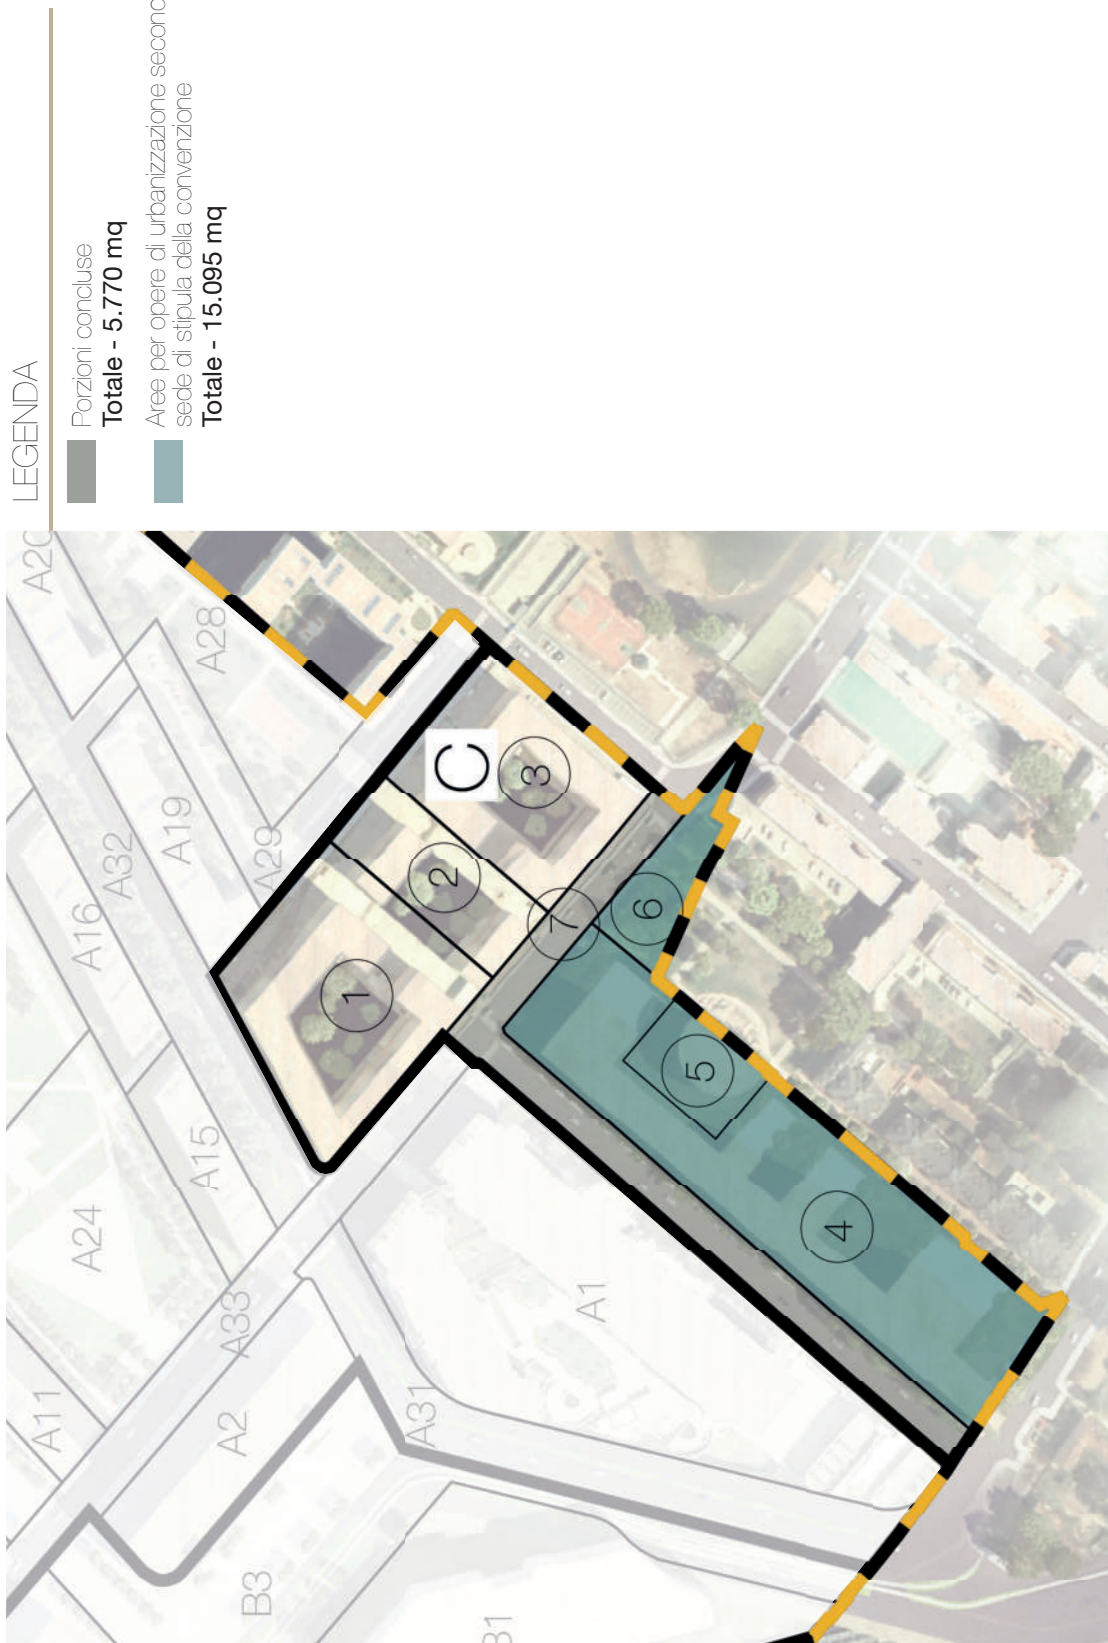 LEGENDA
Porzioni concluse
Totale - 5.770 mq
Aree per opere di urbanizzazione
sede di stipula della convenzione
Totale - 15.095 mq
A20
A28
A19
A32
A29
A16
A15
A24
A33
A11
A2
A31
A1
B3
C
1
2
3
7
6
5
4